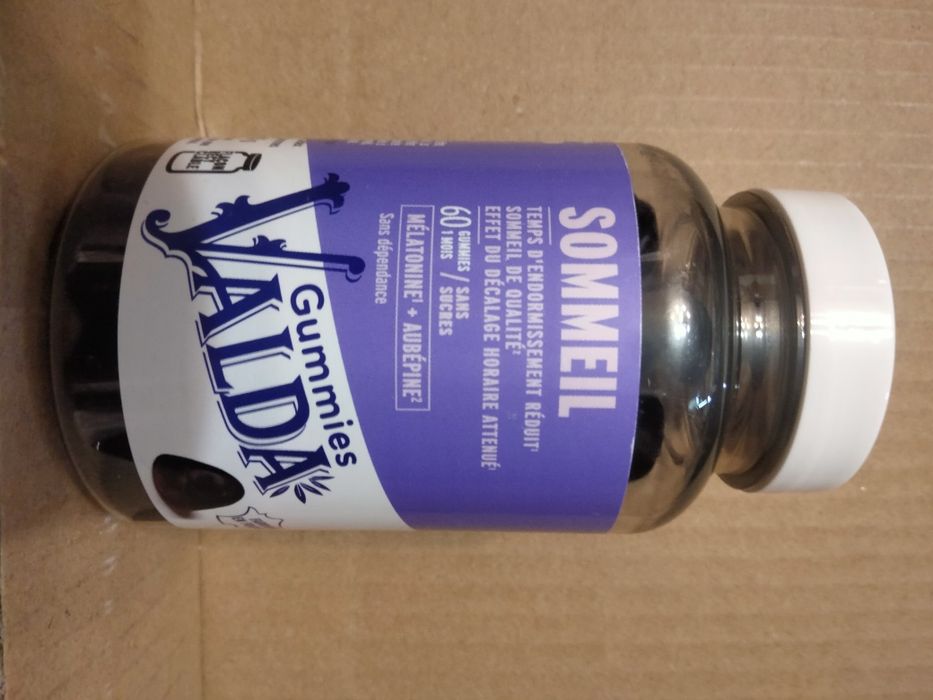 SOMMEIL
TEMPS D'ENDORMISSEMENT RÉDUIT¹
SOMMEIL DE QUALITÉ²
EFFET DU DÉCALAGE HORAIRE ATTENUÉ¹
60 GUMMIES / SANS
1 MOIS / SUCRES
MÉLATONINE¹ + AUBÉPINE²
Sans dépendance
Gummies
VALDA